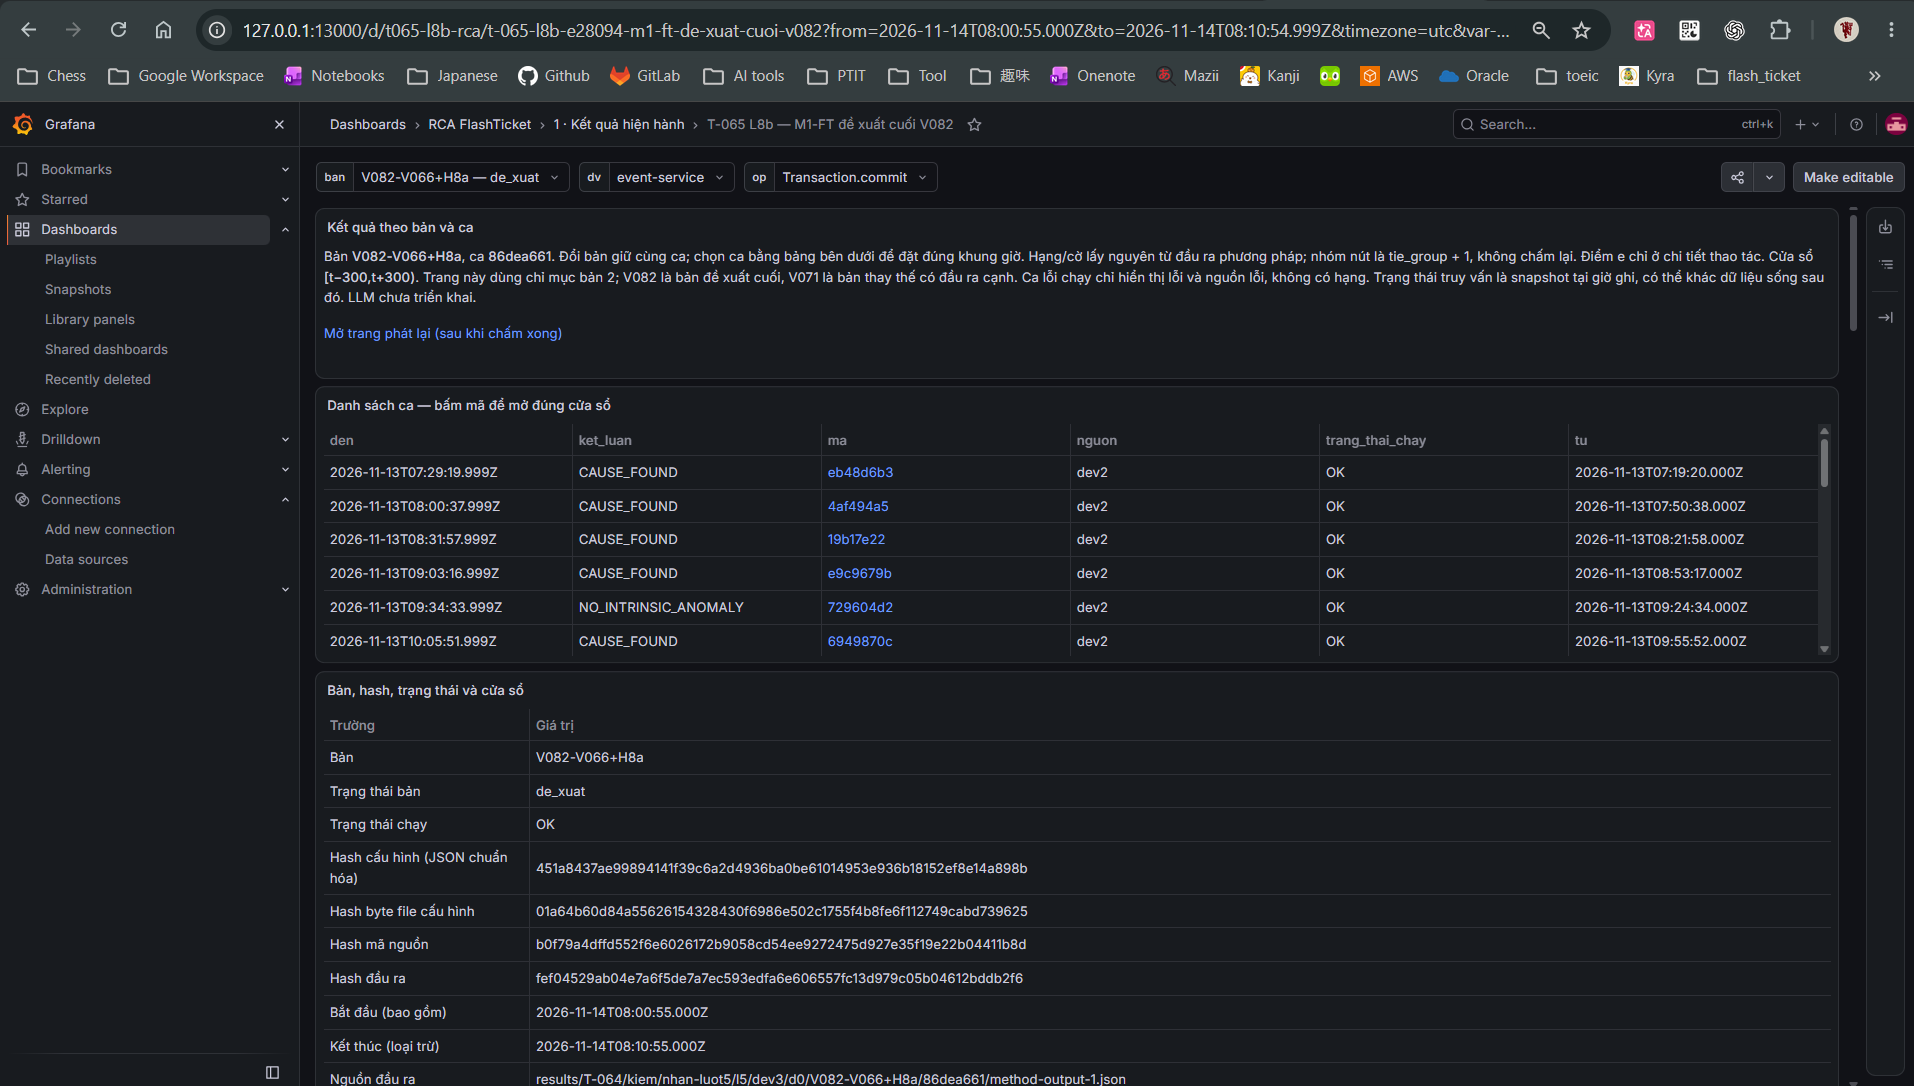 127.0.0.1:13000/d/t065-l8b-rca/t-065-l8b-e28094-m1-ft-de-xuat-cuoi-v082?from=2026-11-14T08:00:55.000Z&to=2026-11-14T08:10:54.999Z&timezone=utc&var-...
Chess Google Workspace Notebooks Japanese Github GitLab AI tools PTIT Tool 趣味 Onenote Mazii Kanji AWS Oracle toeic Kyra flash_ticket
Grafana
Dashboards › RCA FlashTicket › 1 · Kết quả hiện hành › T-065 L8b — M1-FT đề xuất cuối V082
Search... ctrl+k
Bookmarks
Starred
Dashboards
Playlists
Snapshots
Library panels
Shared dashboards
Recently deleted
Explore
Drilldown
Alerting
Connections
Add new connection
Data sources
Administration
ban V082-V066+H8a — de_xuat dv event-service op Transaction.commit
Make editable
Kết quả theo bản và ca
Bản V082-V066+H8a, ca 86dea661. Đổi bản giữ cùng ca; chọn ca bằng bảng bên dưới để đặt đúng khung giờ. Hạng/cờ lấy nguyên từ đầu ra phương pháp; nhóm nút là tie_group + 1, không chấm lại. Điểm e chỉ ở chi tiết thao tác. Cửa sổ
[t−300,t+300). Trang này dùng chỉ mục bản 2; V082 là bản đề xuất cuối, V071 là bản thay thế có đầu ra cạnh. Ca lỗi chạy chỉ hiển thị lỗi và nguồn lỗi, không có hạng. Trạng thái truy vấn là snapshot tại giờ ghi, có thể khác dữ liệu sống sau
đó. LLM chưa triển khai.
Mở trang phát lại (sau khi chấm xong)
Danh sách ca — bấm mã để mở đúng cửa sổ
den ket_luan ma nguon trang_thai_chay tu
2026-11-13T07:29:19.999Z CAUSE_FOUND eb48d6b3 dev2 OK 2026-11-13T07:19:20.000Z
2026-11-13T08:00:37.999Z CAUSE_FOUND 4af494a5 dev2 OK 2026-11-13T07:50:38.000Z
2026-11-13T08:31:57.999Z CAUSE_FOUND 19b17e22 dev2 OK 2026-11-13T08:21:58.000Z
2026-11-13T09:03:16.999Z CAUSE_FOUND e9c9679b dev2 OK 2026-11-13T08:53:17.000Z
2026-11-13T09:34:33.999Z NO_INTRINSIC_ANOMALY 729604d2 dev2 OK 2026-11-13T09:24:34.000Z
2026-11-13T10:05:51.999Z CAUSE_FOUND 6949870c dev2 OK 2026-11-13T09:55:52.000Z
Bản, hash, trạng thái và cửa sổ
Trường Giá trị
Bản V082-V066+H8a
Trạng thái bản de_xuat
Trạng thái chạy OK
Hash cấu hình (JSON chuẩn
hóa) 451a8437ae99894141f39c6a2d4936ba0be61014953e936b18152ef8e14a898b
Hash byte file cấu hình 01a64b60d84a55626154328430f6986e502c1755f4b8fe6f112749cabd739625
Hash mã nguồn b0f79a4dffd552f6e6026172b9058cd54ee9272475d927e35f19e22b04411b8d
Hash đầu ra fef04529ab04e7a6f5de7a7ec593edfa6e606557fc13d979c05b04612bddb2f6
Bắt đầu (bao gồm) 2026-11-14T08:00:55.000Z
Kết thúc (loại trừ) 2026-11-14T08:10:55.000Z
Nguồn đầu ra results/T-064/kiem/nhan-luot5/l5/dev3/d0/V082-V066+H8a/86dea661/method-output-1.json